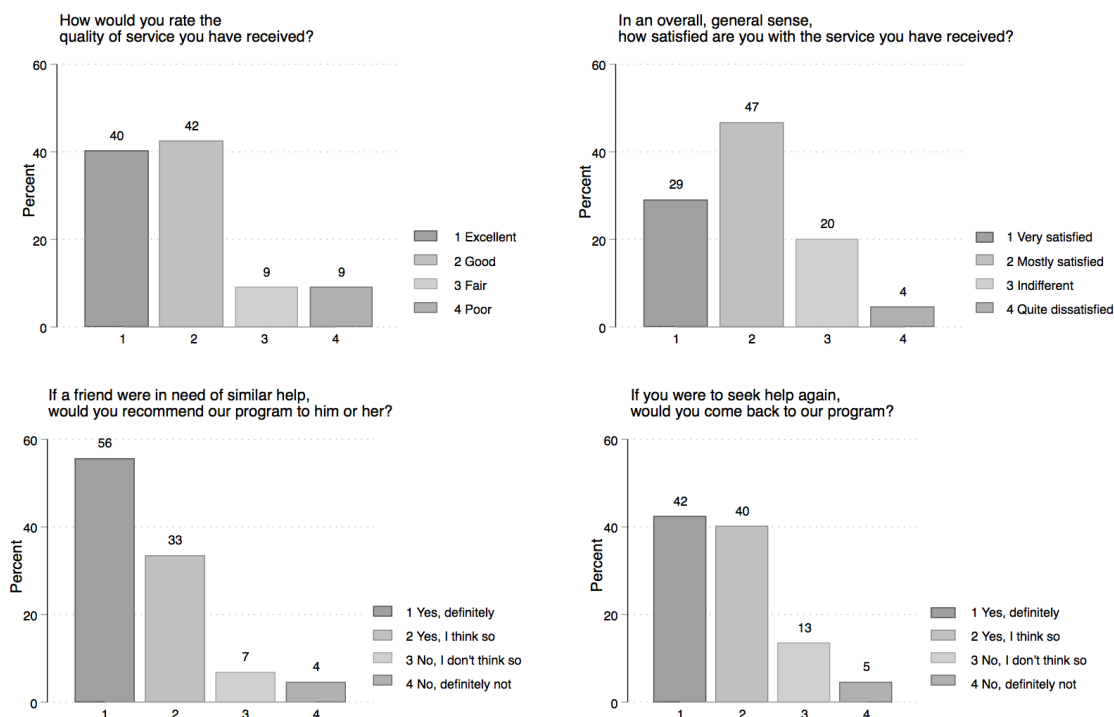 How would you rate the
quality of service you have received?
60
40
20
0
Percent
40
42
9
9
1
2
3
4
1 Excellent
2 Good
3 Fair
4 Poor
In an overall, general sense,
how satisfied are you with the service you have received?
60
40
20
0
Percent
29
47
20
4
1
2
3
4
1 Very satisfied
2 Mostly satisfied
3 Indifferent
4 Quite dissatisfied
If a friend were in need of similar help,
would you recommend our program to him or her?
60
40
20
0
Percent
56
33
7
4
1
2
3
4
1 Yes, definitely
2 Yes, I think so
3 No, I don't think so
4 No, definitely not
If you were to seek help again,
would you come back to our program?
60
40
20
0
Percent
42
40
13
5
1
2
3
4
1 Yes, definitely
2 Yes, I think so
3 No, I don't think so
4 No, definitely not